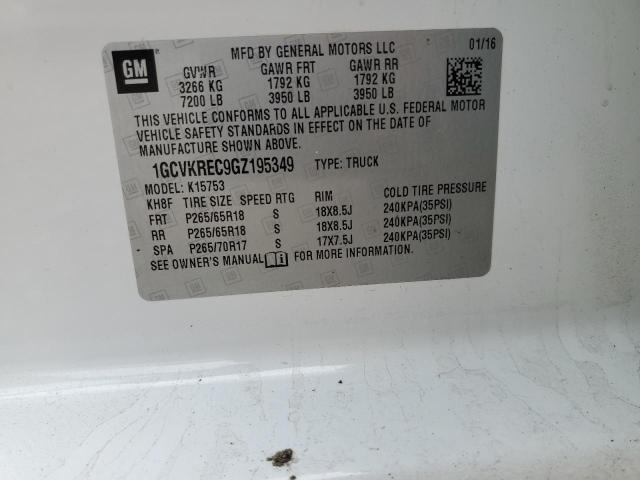 GM
MFD BY GENERAL MOTORS LLC 01/16
GVWR GAWR FRT GAWR RR
3266 KG 1792 KG 1792 KG
7200 LB 3950 LB 3950 LB
THIS VEHICLE CONFORMS TO ALL APPLICABLE U.S. FEDERAL MOTOR
VEHICLE SAFETY STANDARDS IN EFFECT ON THE DATE OF
MANUFACTURE SHOWN ABOVE.
1GCVKREC9GZ195349 TYPE: TRUCK
MODEL: K15753
KH8F TIRE SIZE SPEED RTG RIM COLD TIRE PRESSURE
FRT P265/65R18 S 18X8.5J 240KPA(35PSI)
RR P265/65R18 S 18X8.5J 240KPA(35PSI)
SPA P265/70R17 S 17X7.5J 240KPA(35PSI)
SEE OWNER'S MANUAL FOR MORE INFORMATION.